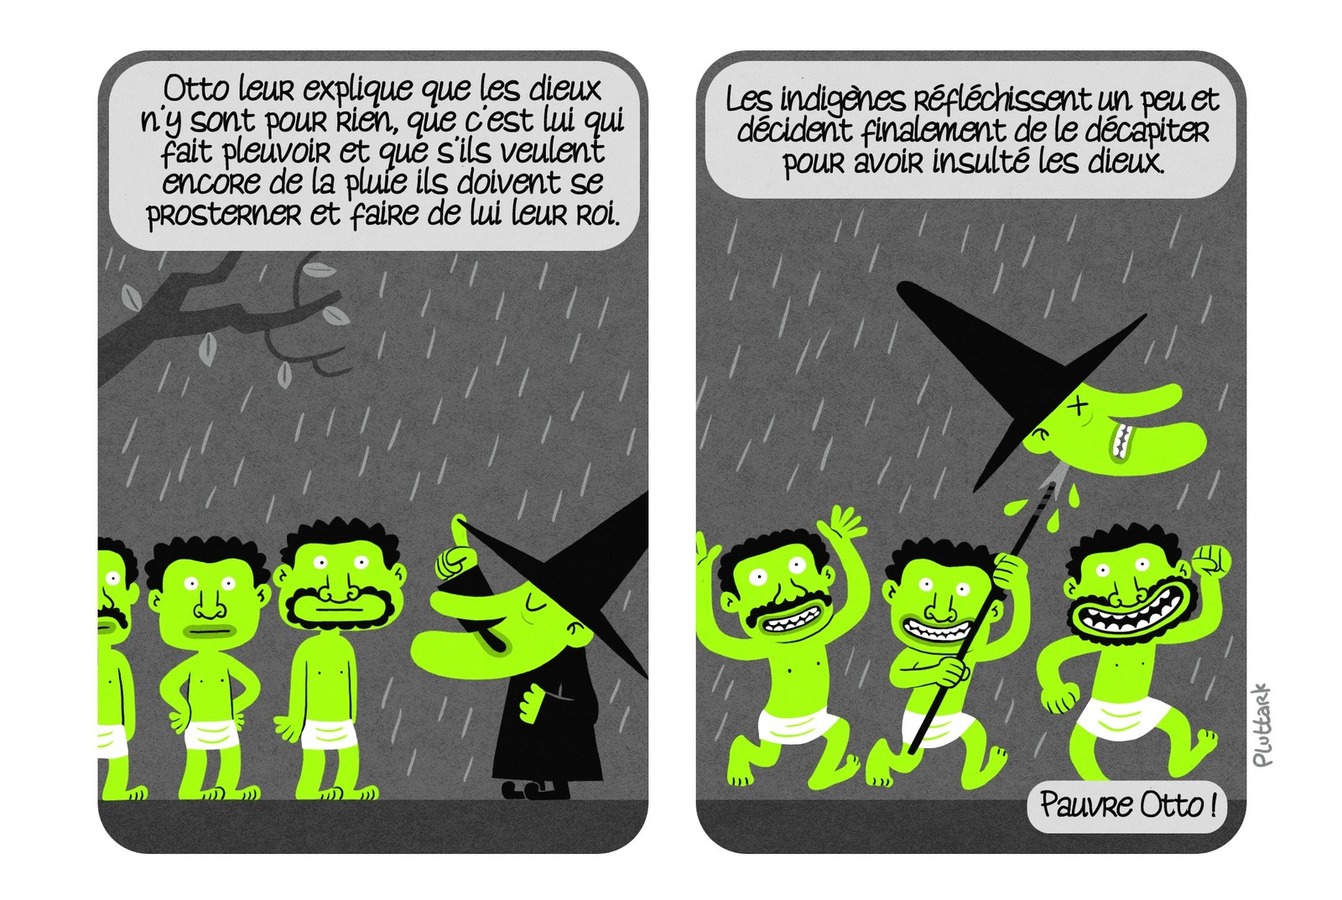 Otto leur explique que les dieux
n'y sont pour rien, que c'est lui qui
fait pleuvoir et que s'ils veulent
encore de la pluie ils doivent se
prosterner et faire de lui leur roi.
Les indigènes réfléchissent un peu et
décident finalement de le décapiter
pour avoir insulté les dieux.
Pauvre Otto !
Pluttark